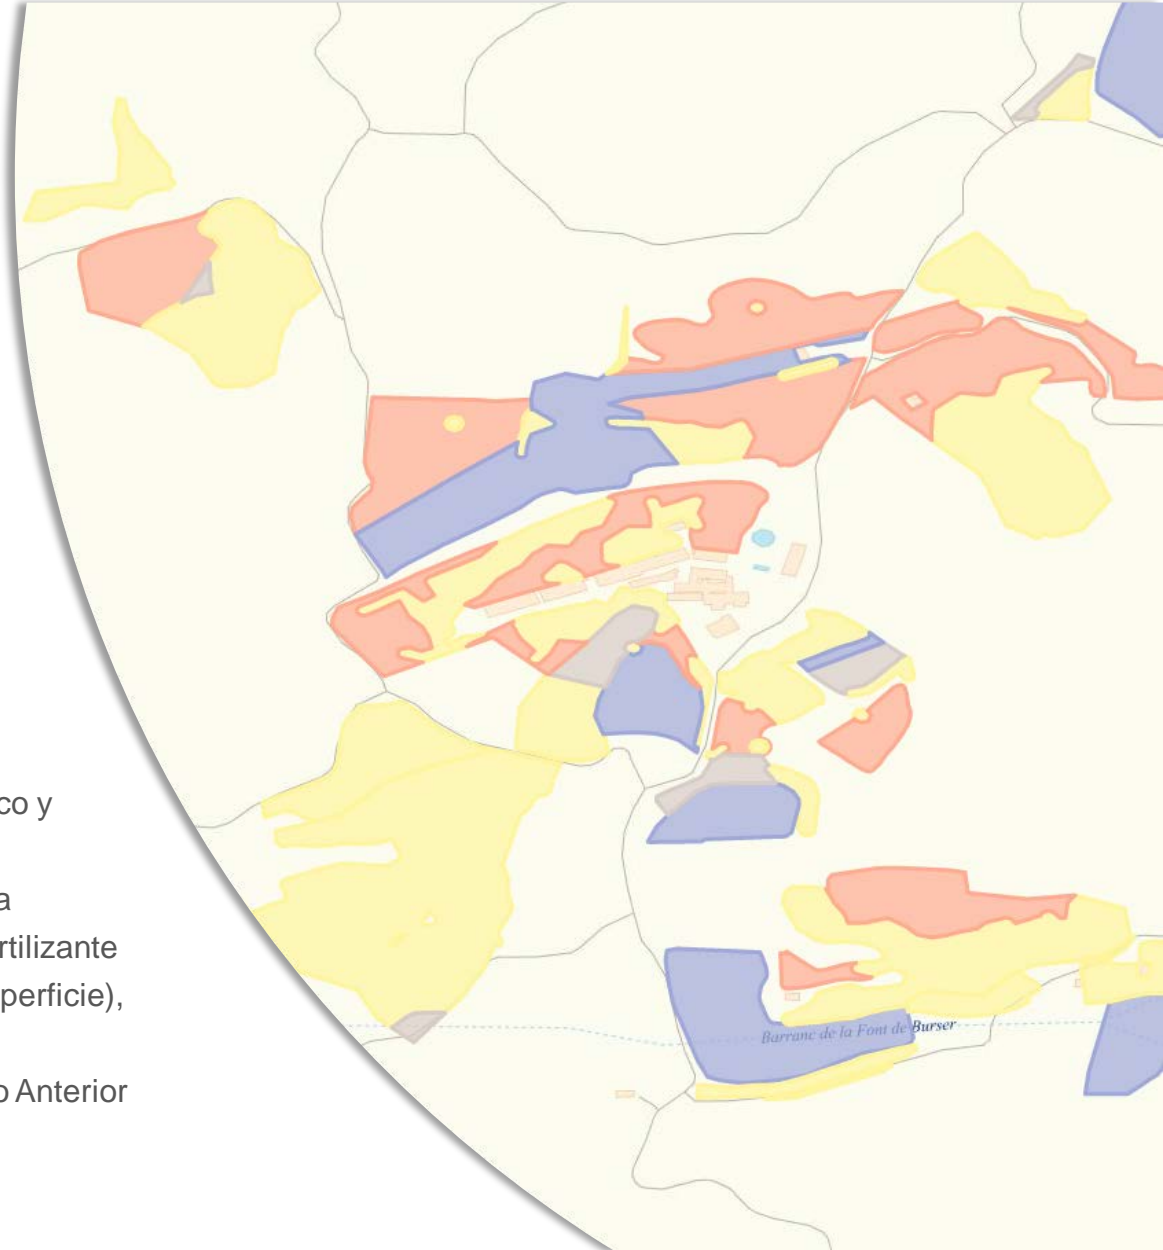 co y
a
rtilizante
perficie),
o Anterior
Barranc de la Font de Burser